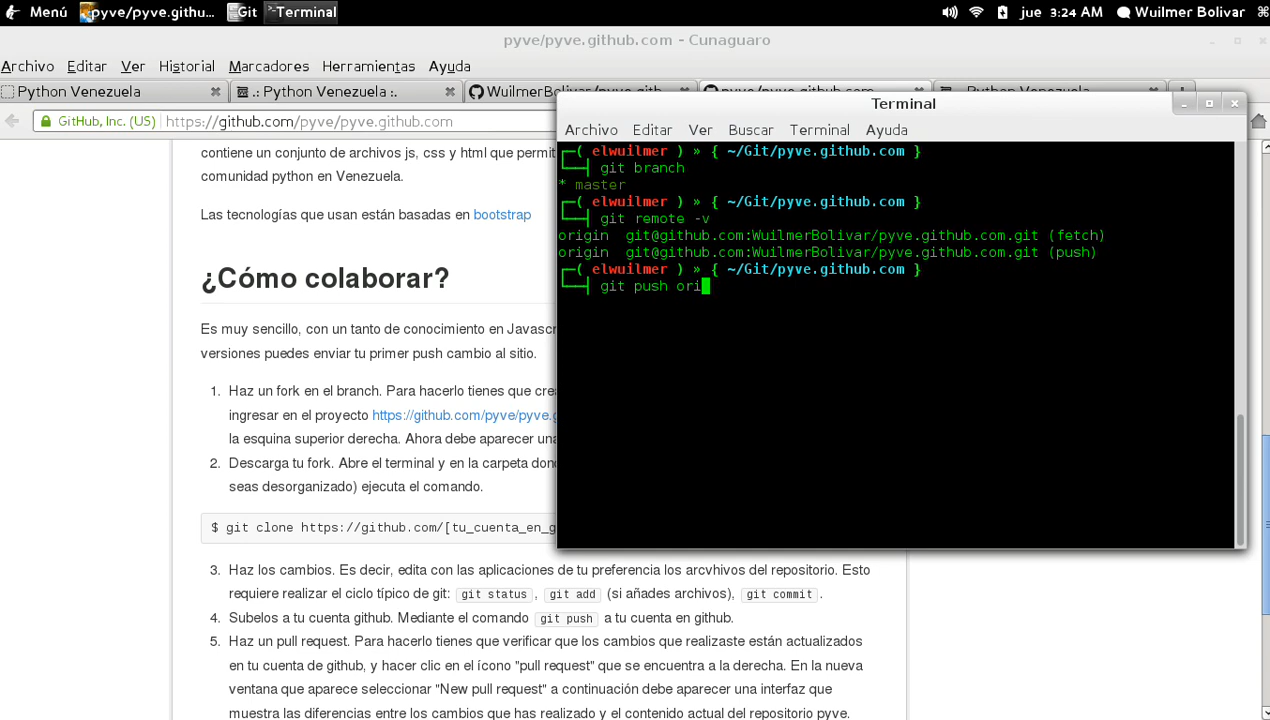 Menú pyve/pyve.githu... Git Terminal jue 3:24 AM Wuilmer Bolivar
pyve/pyve.github.com - Cunaguaro
Archivo Editar Ver Historial Marcadores Herramientas Ayuda
Python Venezuela .: Python Venezuela :. WuilmerBolivar/pyve.gith... pyve/pyve.github.com Python Venezuela
GitHub, Inc. (US) https://github.com/pyve/pyve.github.com
contiene un conjunto de archivos js, css y html que permit
comunidad python en Venezuela.
Las tecnologías que usan están basadas en bootstrap
¿Cómo colaborar?
Es muy sencillo, con un tanto de conocimiento en Javasc
versiones puedes enviar tu primer push cambio al sitio.
1. Haz un fork en el branch. Para hacerlo tienes que crea
ingresar en el proyecto https://github.com/pyve/pyve.g
la esquina superior derecha. Ahora debe aparecer una
2. Descarga tu fork. Abre el terminal y en la carpeta dond
seas desorganizado) ejecuta el comando.
$ git clone https://github.com/[tu_cuenta_en_g
3. Haz los cambios. Es decir, edita con las aplicaciones de tu preferencia los arcvhivos del repositorio. Esto
requiere realizar el ciclo típico de git: git status, git add (si añades archivos), git commit.
4. Subelos a tu cuenta github. Mediante el comando git push a tu cuenta en github.
5. Haz un pull request. Para hacerlo tienes que verificar que los cambios que realizaste están actualizados
en tu cuenta de github, y hacer clic en el ícono "pull request" que se encuentra a la derecha. En la nueva
ventana que aparece seleccionar "New pull request" a continuación debe aparecer una interfaz que
muestra las diferencias entre los cambios que has realizado y el contenido actual del repositorio pyve.
Terminal
Archivo Editar Ver Buscar Terminal Ayuda
┌─( elwuilmer ) » { ~/Git/pyve.github.com }
└──┤ git branch
* master
┌─( elwuilmer ) » { ~/Git/pyve.github.com }
└──┤ git remote -v
origin git@github.com:WuilmerBolivar/pyve.github.com.git (fetch)
origin git@github.com:WuilmerBolivar/pyve.github.com.git (push)
┌─( elwuilmer ) » { ~/Git/pyve.github.com }
└──┤ git push ori